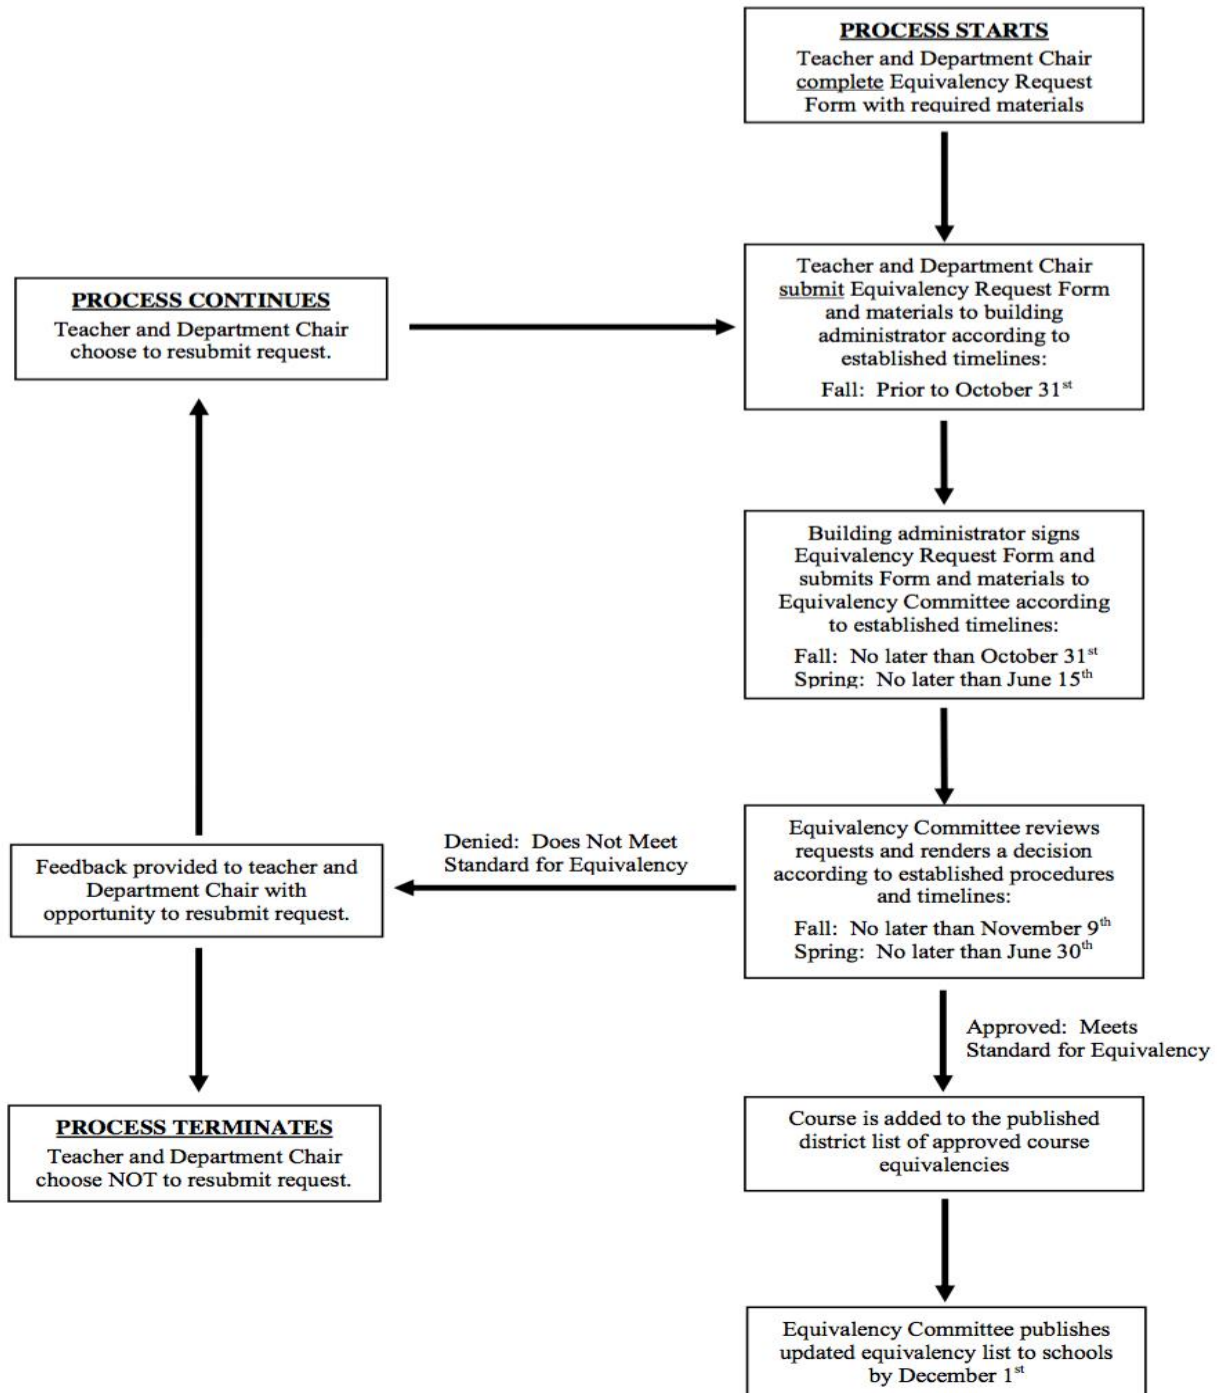 PROCESS STARTS
Teacher and Department Chair
complete Equivalency Request
Form with required materials
Teacher and Department Chair
submit Equivalency Request Form
and materials to building
administrator according to
established timelines:
Fall: Prior to October 31st
PROCESS CONTINUES
Teacher and Department Chair
choose to resubmit request.
Building administrator signs
Equivalency Request Form and
submits Form and materials to
Equivalency Committee according
to established timelines:
Fall: No later than October 31st
Spring: No later than June 15th
Equivalency Committee reviews
requests and renders a decision
according to established procedures
and timelines:
Fall: No later than November 9th
Spring: No later than June 30th
Denied: Does Not Meet
Standard for Equivalency
Feedback provided to teacher and
Department Chair with
opportunity to resubmit request.
Approved: Meets
Standard for Equivalency
PROCESS TERMINATES
Teacher and Department Chair
choose NOT to resubmit request.
Course is added to the published
district list of approved course
equivalencies
Equivalency Committee publishes
updated equivalency list to schools
by December 1st